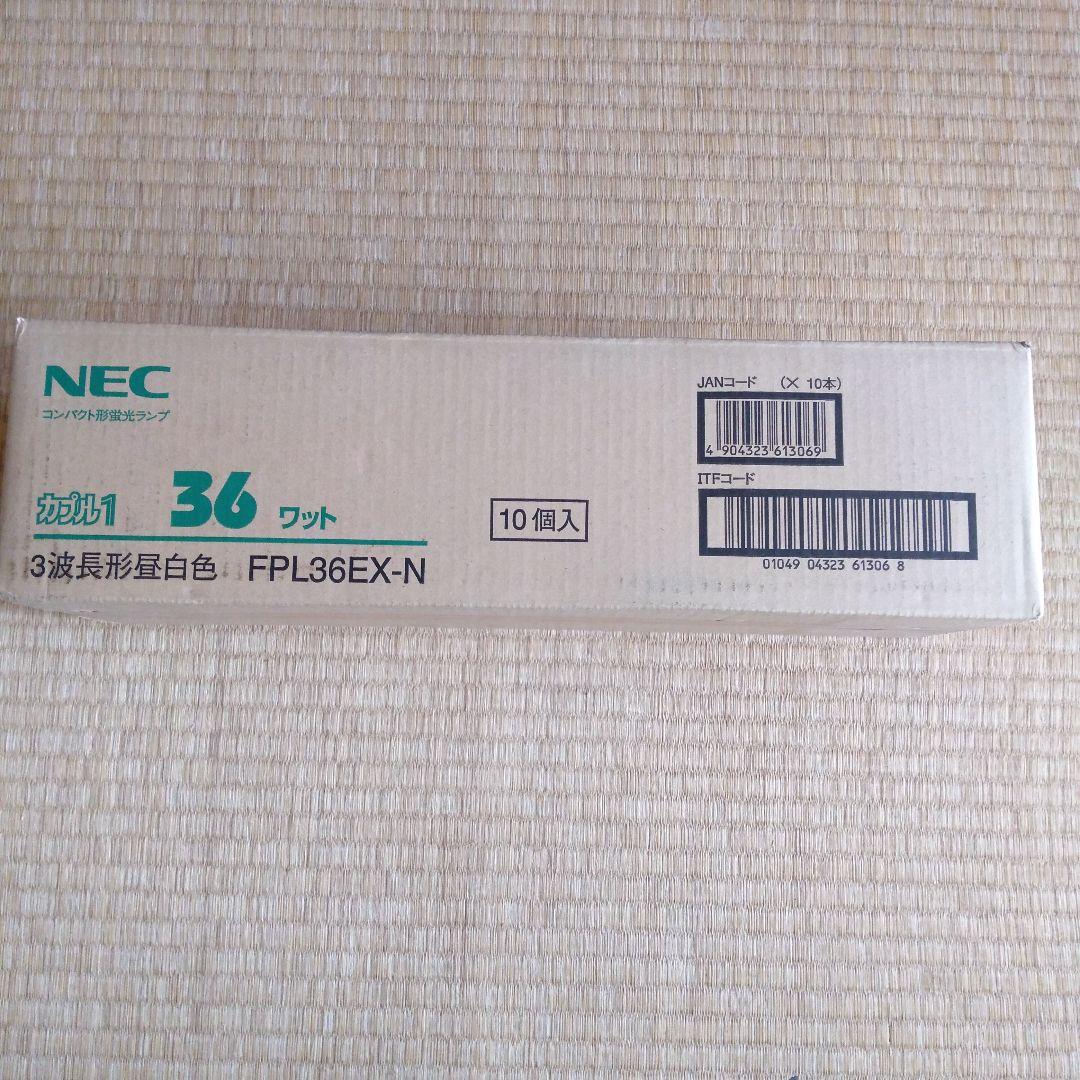 NEC
コンパクト形蛍光ランプ
カプル1 36 ワット
3波長形昼白色 FPL36EX-N
10個入
JANコード (× 10本)
4 904323 613069
ITFコード
01049 04323 61306 8